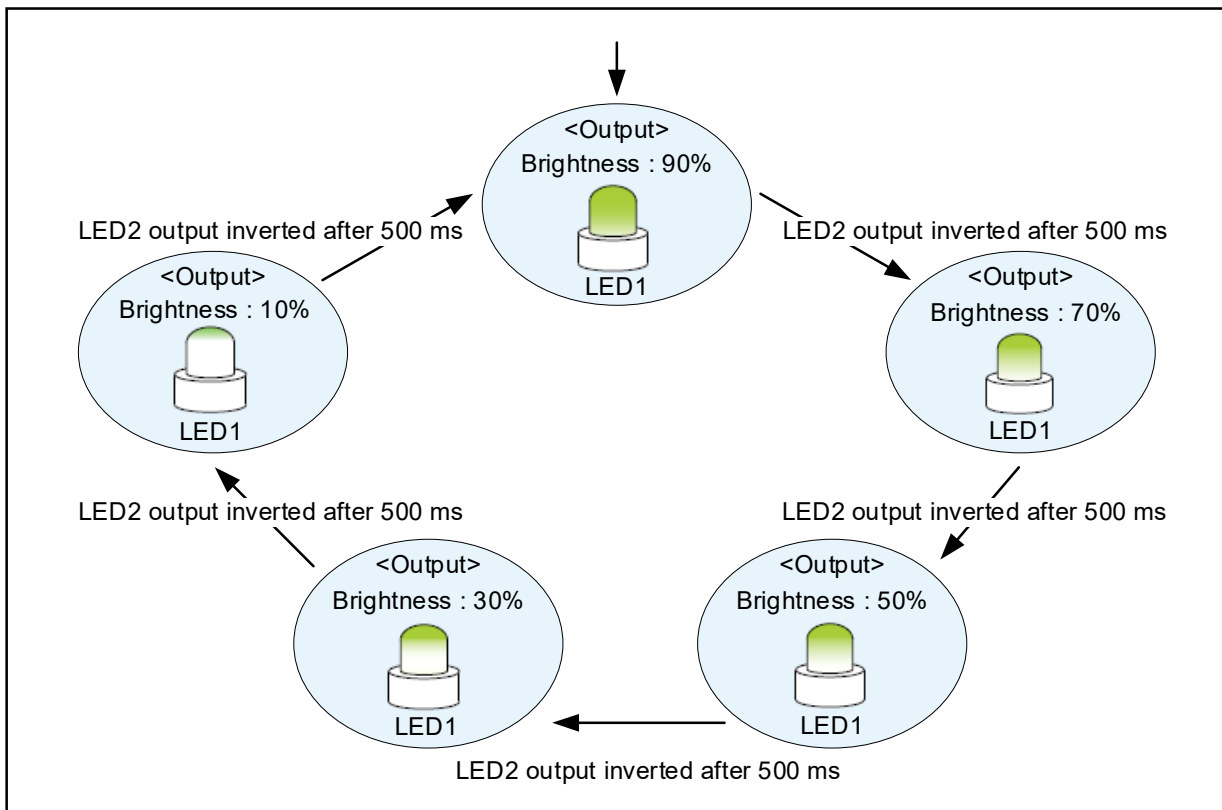 <Output>
Brightness : 90%
LED1
LED2 output inverted after 500 ms
<Output>
Brightness : 70%
LED1
LED2 output inverted after 500 ms
<Output>
Brightness : 50%
LED1
LED2 output inverted after 500 ms
<Output>
Brightness : 30%
LED1
LED2 output inverted after 500 ms
<Output>
Brightness : 10%
LED1
LED2 output inverted after 500 ms